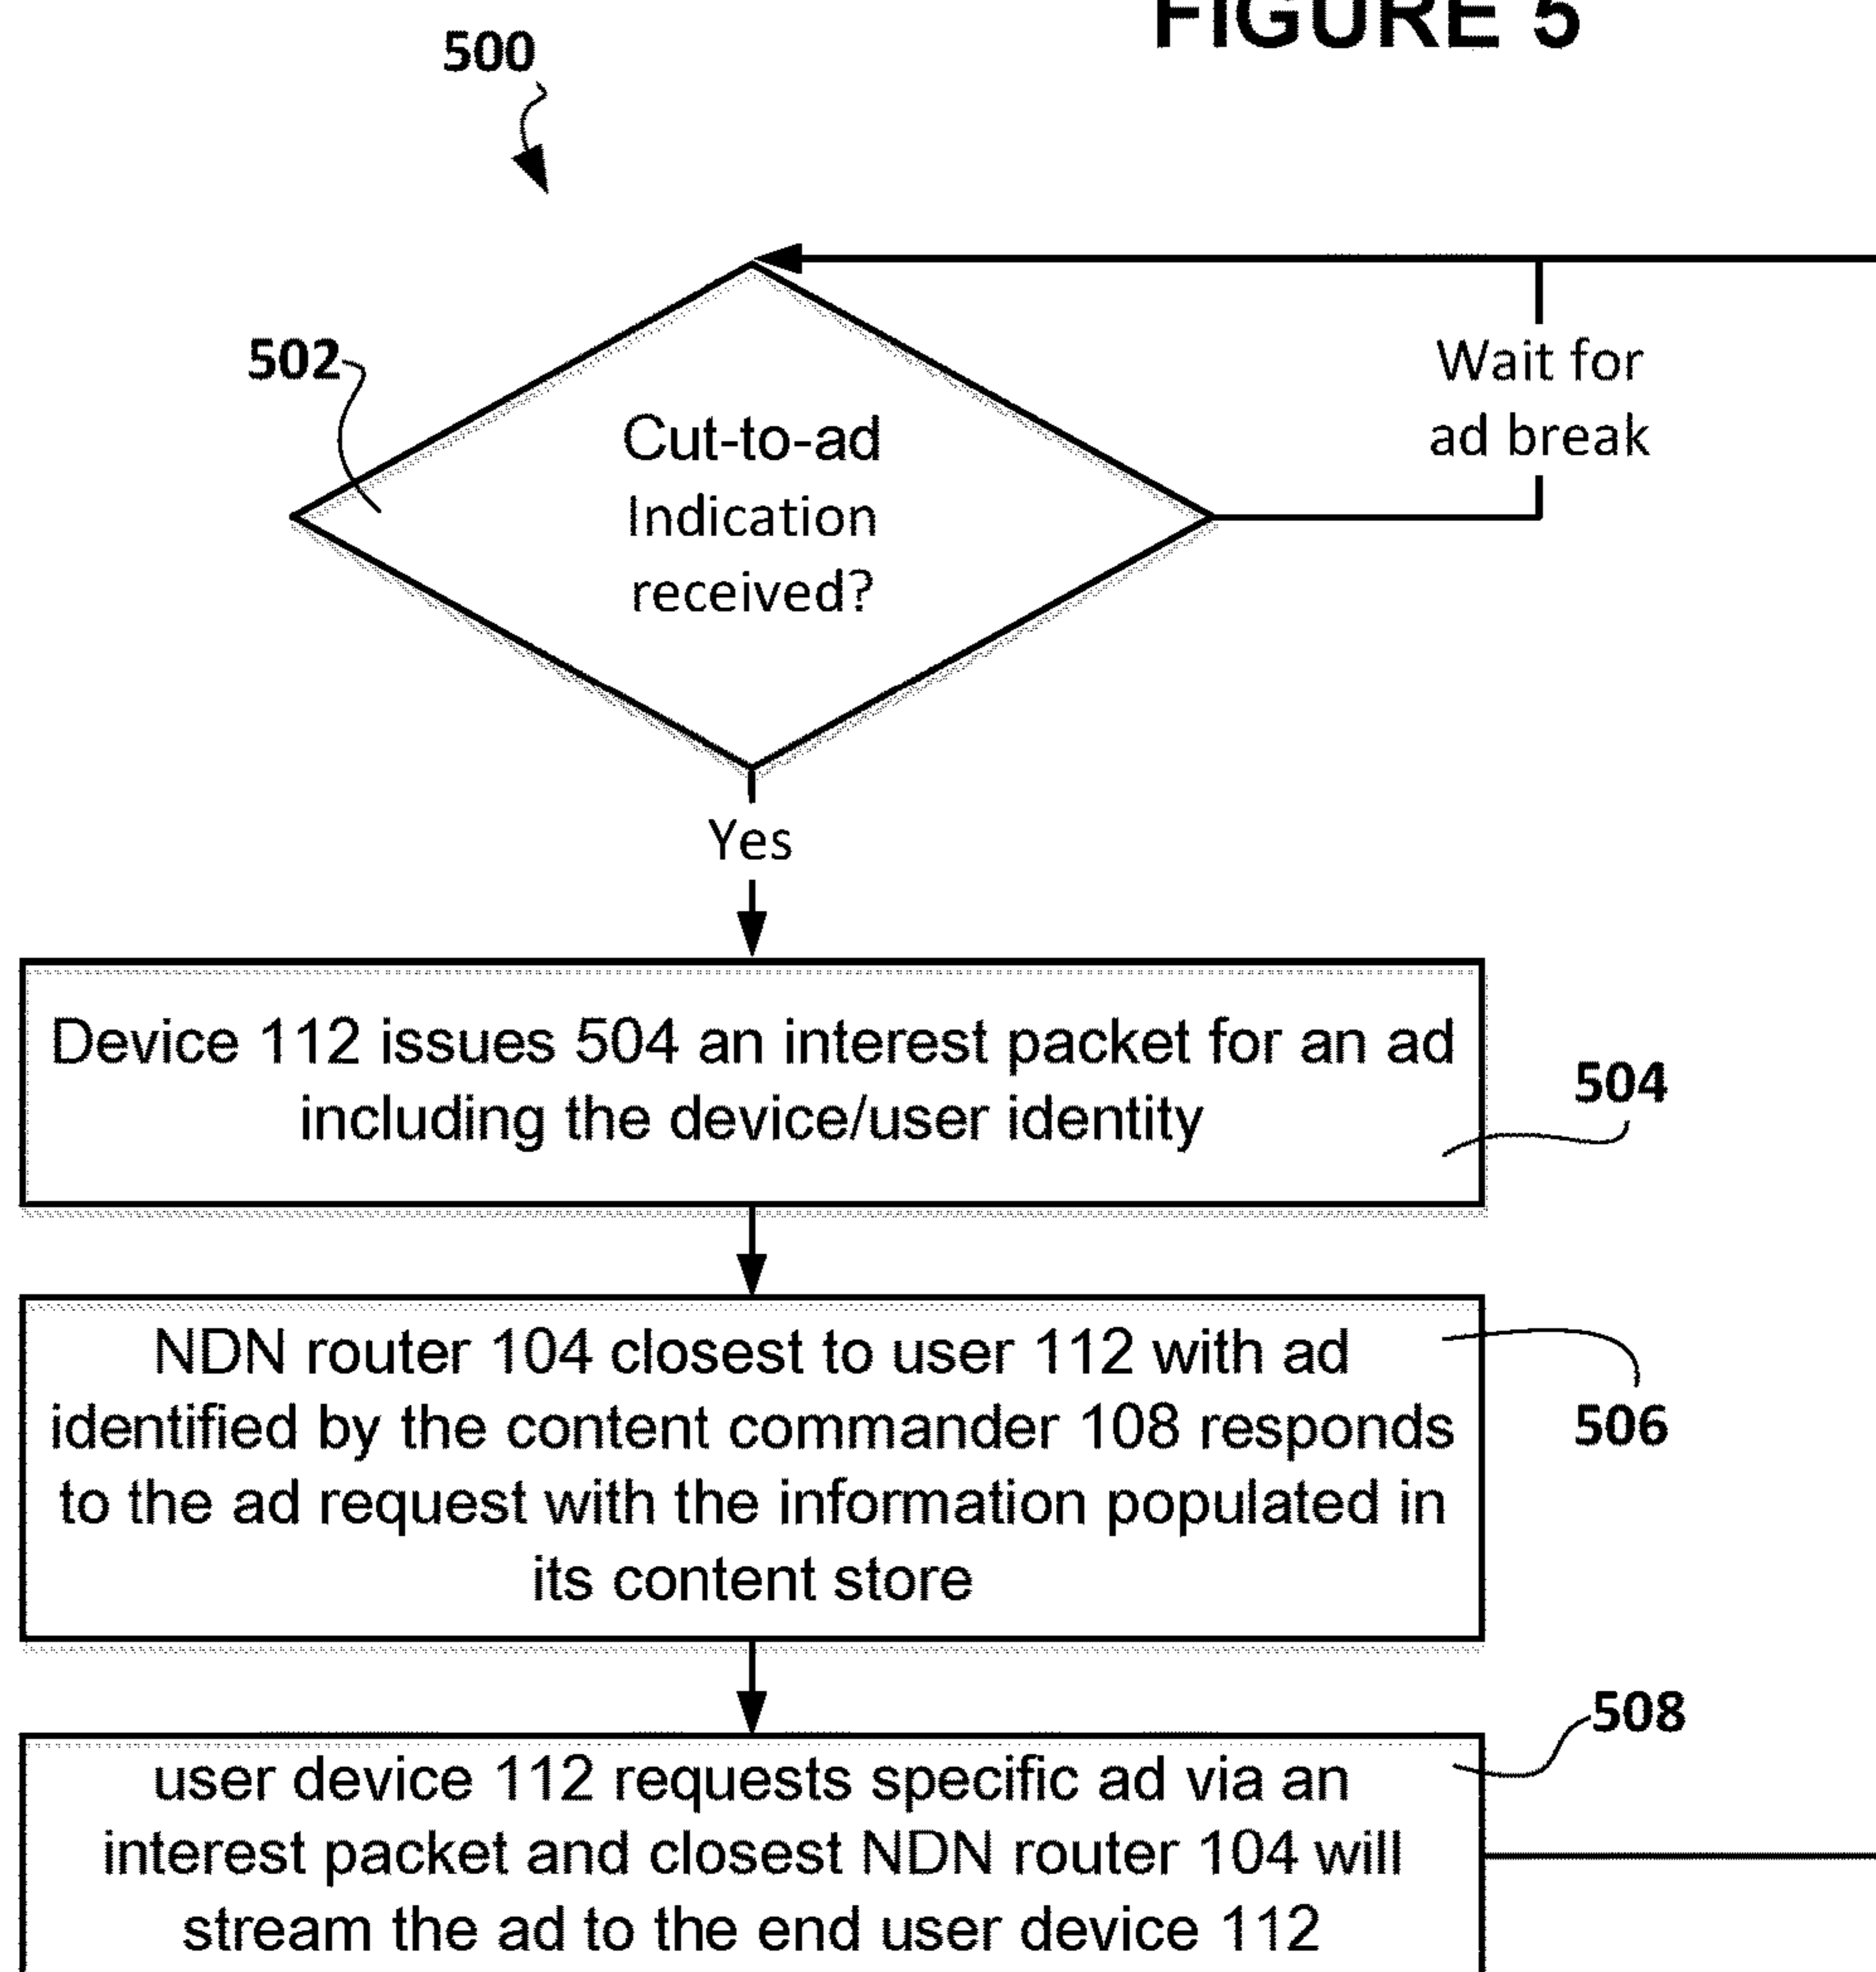 FIGURE 5
500
502
Cut-to-ad
Indication
received?
Wait for
ad break
Yes
Device 112 issues 504 an interest packet for an ad
including the device/user identity
504
NDN router 104 closest to user 112 with ad
identified by the content commander 108 responds
to the ad request with the information populated in
its content store
506
508
user device 112 requests specific ad via an
interest packet and closest NDN router 104 will
stream the ad to the end user device 112